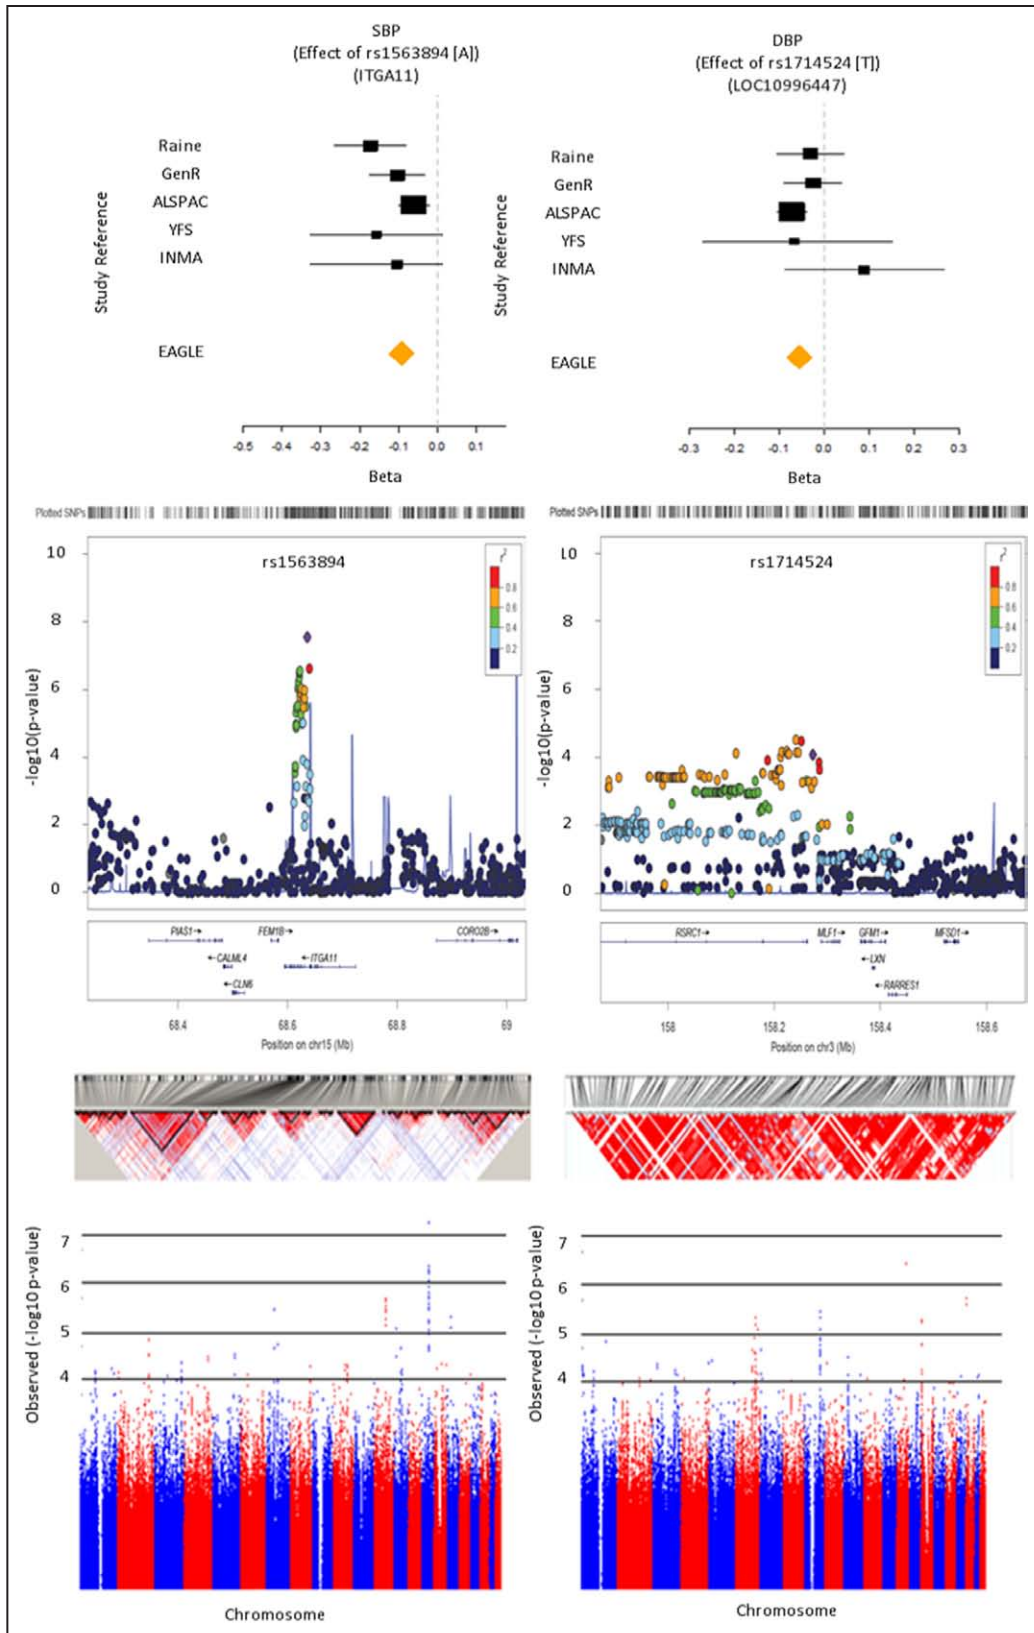 SBP
(Effect of rs1563894 [A])
(ITGA11)
Study Reference
Raine
GenR
ALSPAC
YFS
INMA
EAGLE
-0.5 -0.4 -0.3 -0.2 -0.1 0.0 0.1
Beta
DBP
(Effect of rs1714524 [T])
(LOC10996447)
Study Reference
Raine
GenR
ALSPAC
YFS
INMA
EAGLE
-0.3 -0.2 -0.1 0.0 0.1 0.2 0.3
Beta
Plotted SNPs
rs1563894
-log10(p-value)
10
8
6
4
2
0
r2
0.8
0.6
0.4
0.2
PIAS1→ FEM1B→ CORO2B→
←CALML4 ←ITGA11
←CLN6
68.4 68.6 68.8 69
Position on chr15 (Mb)
Plotted SNPs
rs1714524
-log10(p-value)
10
8
6
4
2
0
r2
0.8
0.6
0.4
0.2
RSRC1→ MLF1→ GFM1→ MFSD1→
←LXN
←RARRES1
158 158.2 158.4 158.6
Position on chr3 (Mb)
Observed (-log10 p-value)
7
6
5
4
Chromosome
Observed (-log10 p-value)
7
6
5
4
Chromosome